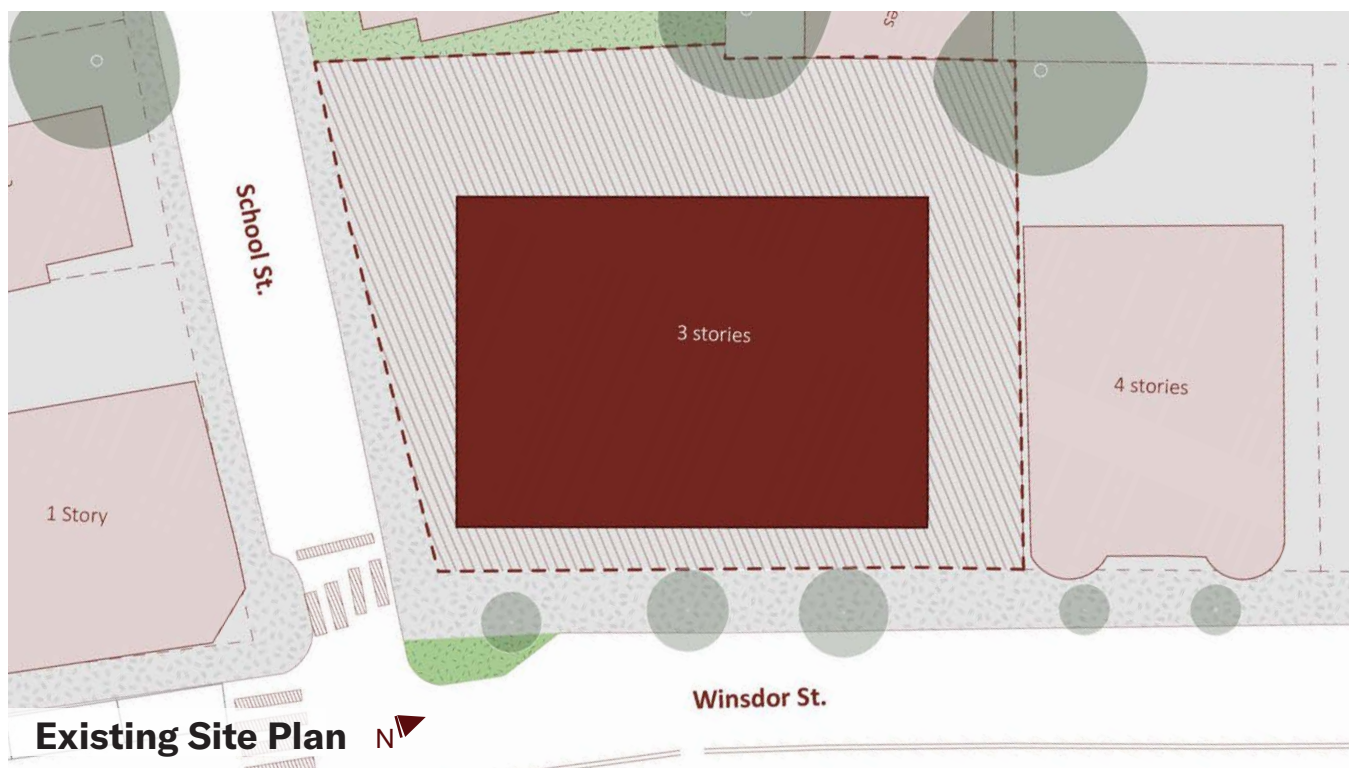 School St.
3 stories
4 stories
1 Story
Winsdor St.
Existing Site Plan N